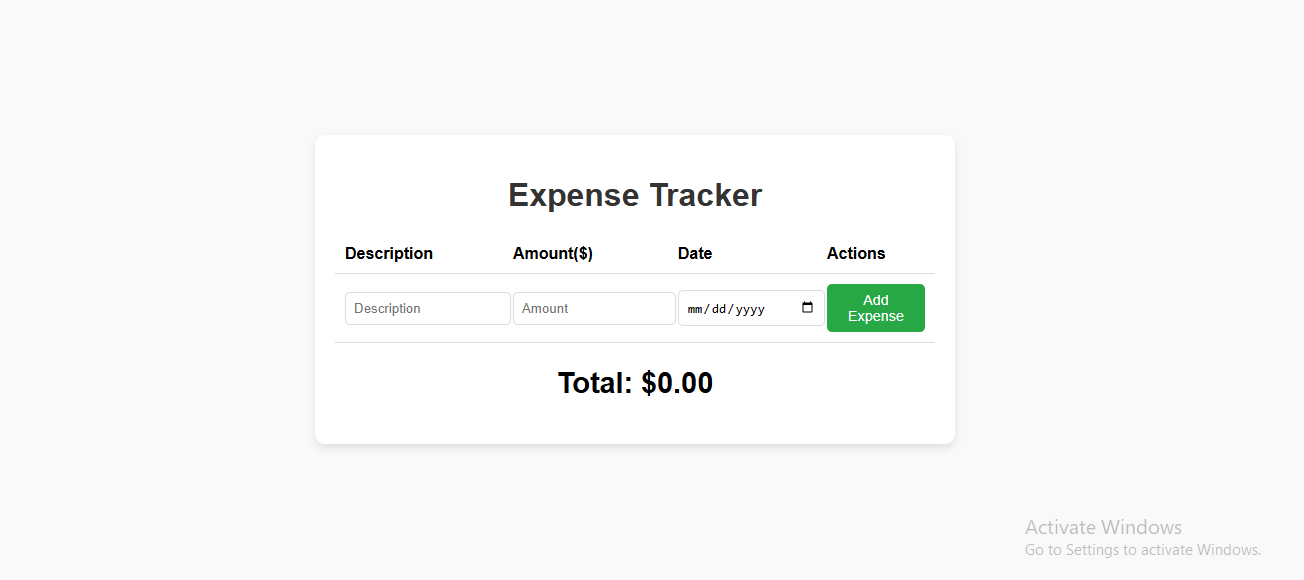 Expense Tracker
Description Amount($) Date Actions
Description Amount mm/dd/yyyy Add
Expense
Total: $0.00
Activate Windows
Go to Settings to activate Windows.